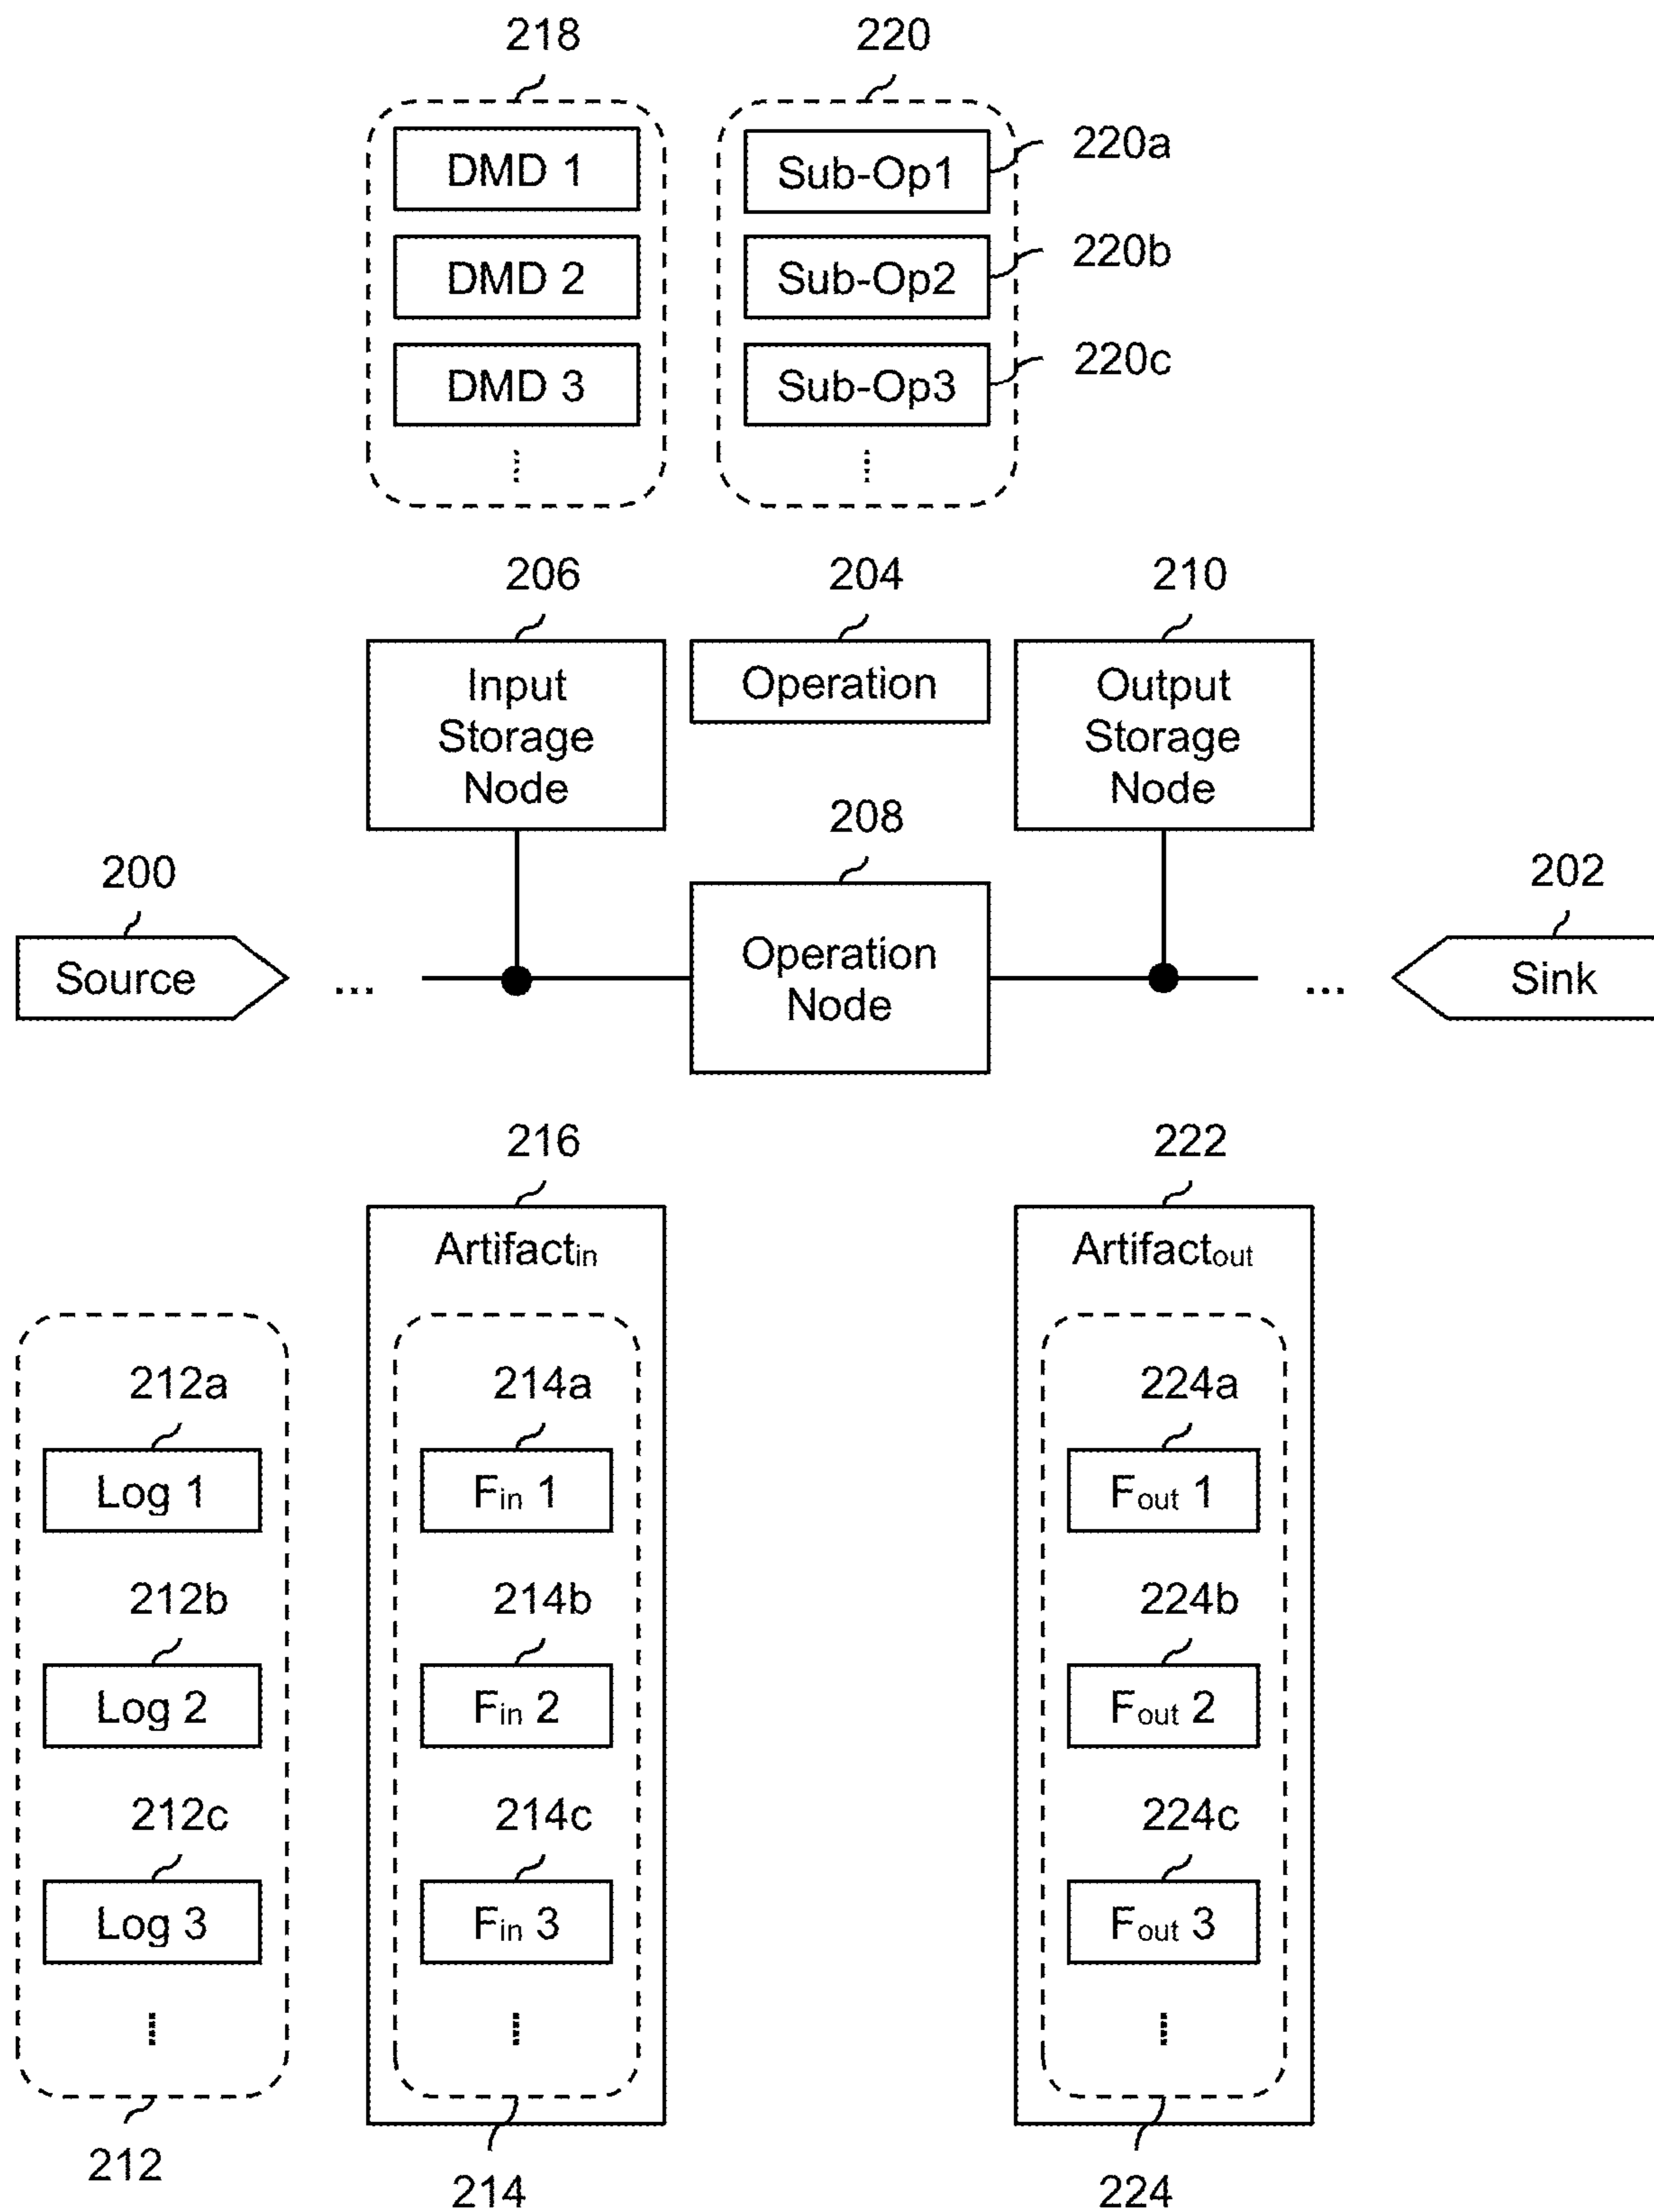 218 220
DMD 1 Sub-Op1 220a
DMD 2 Sub-Op2 220b
DMD 3 Sub-Op3 220c
206 204 210
Input
Storage
Node
Operation
Output
Storage
Node
208
200 202
Source ... Operation
Node ... Sink
216 222
Artifactin Artifactout
212a 214a 224a
Log 1 Fin 1 Fout 1
212b 214b 224b
Log 2 Fin 2 Fout 2
212c 214c 224c
Log 3 Fin 3 Fout 3
212 214 224